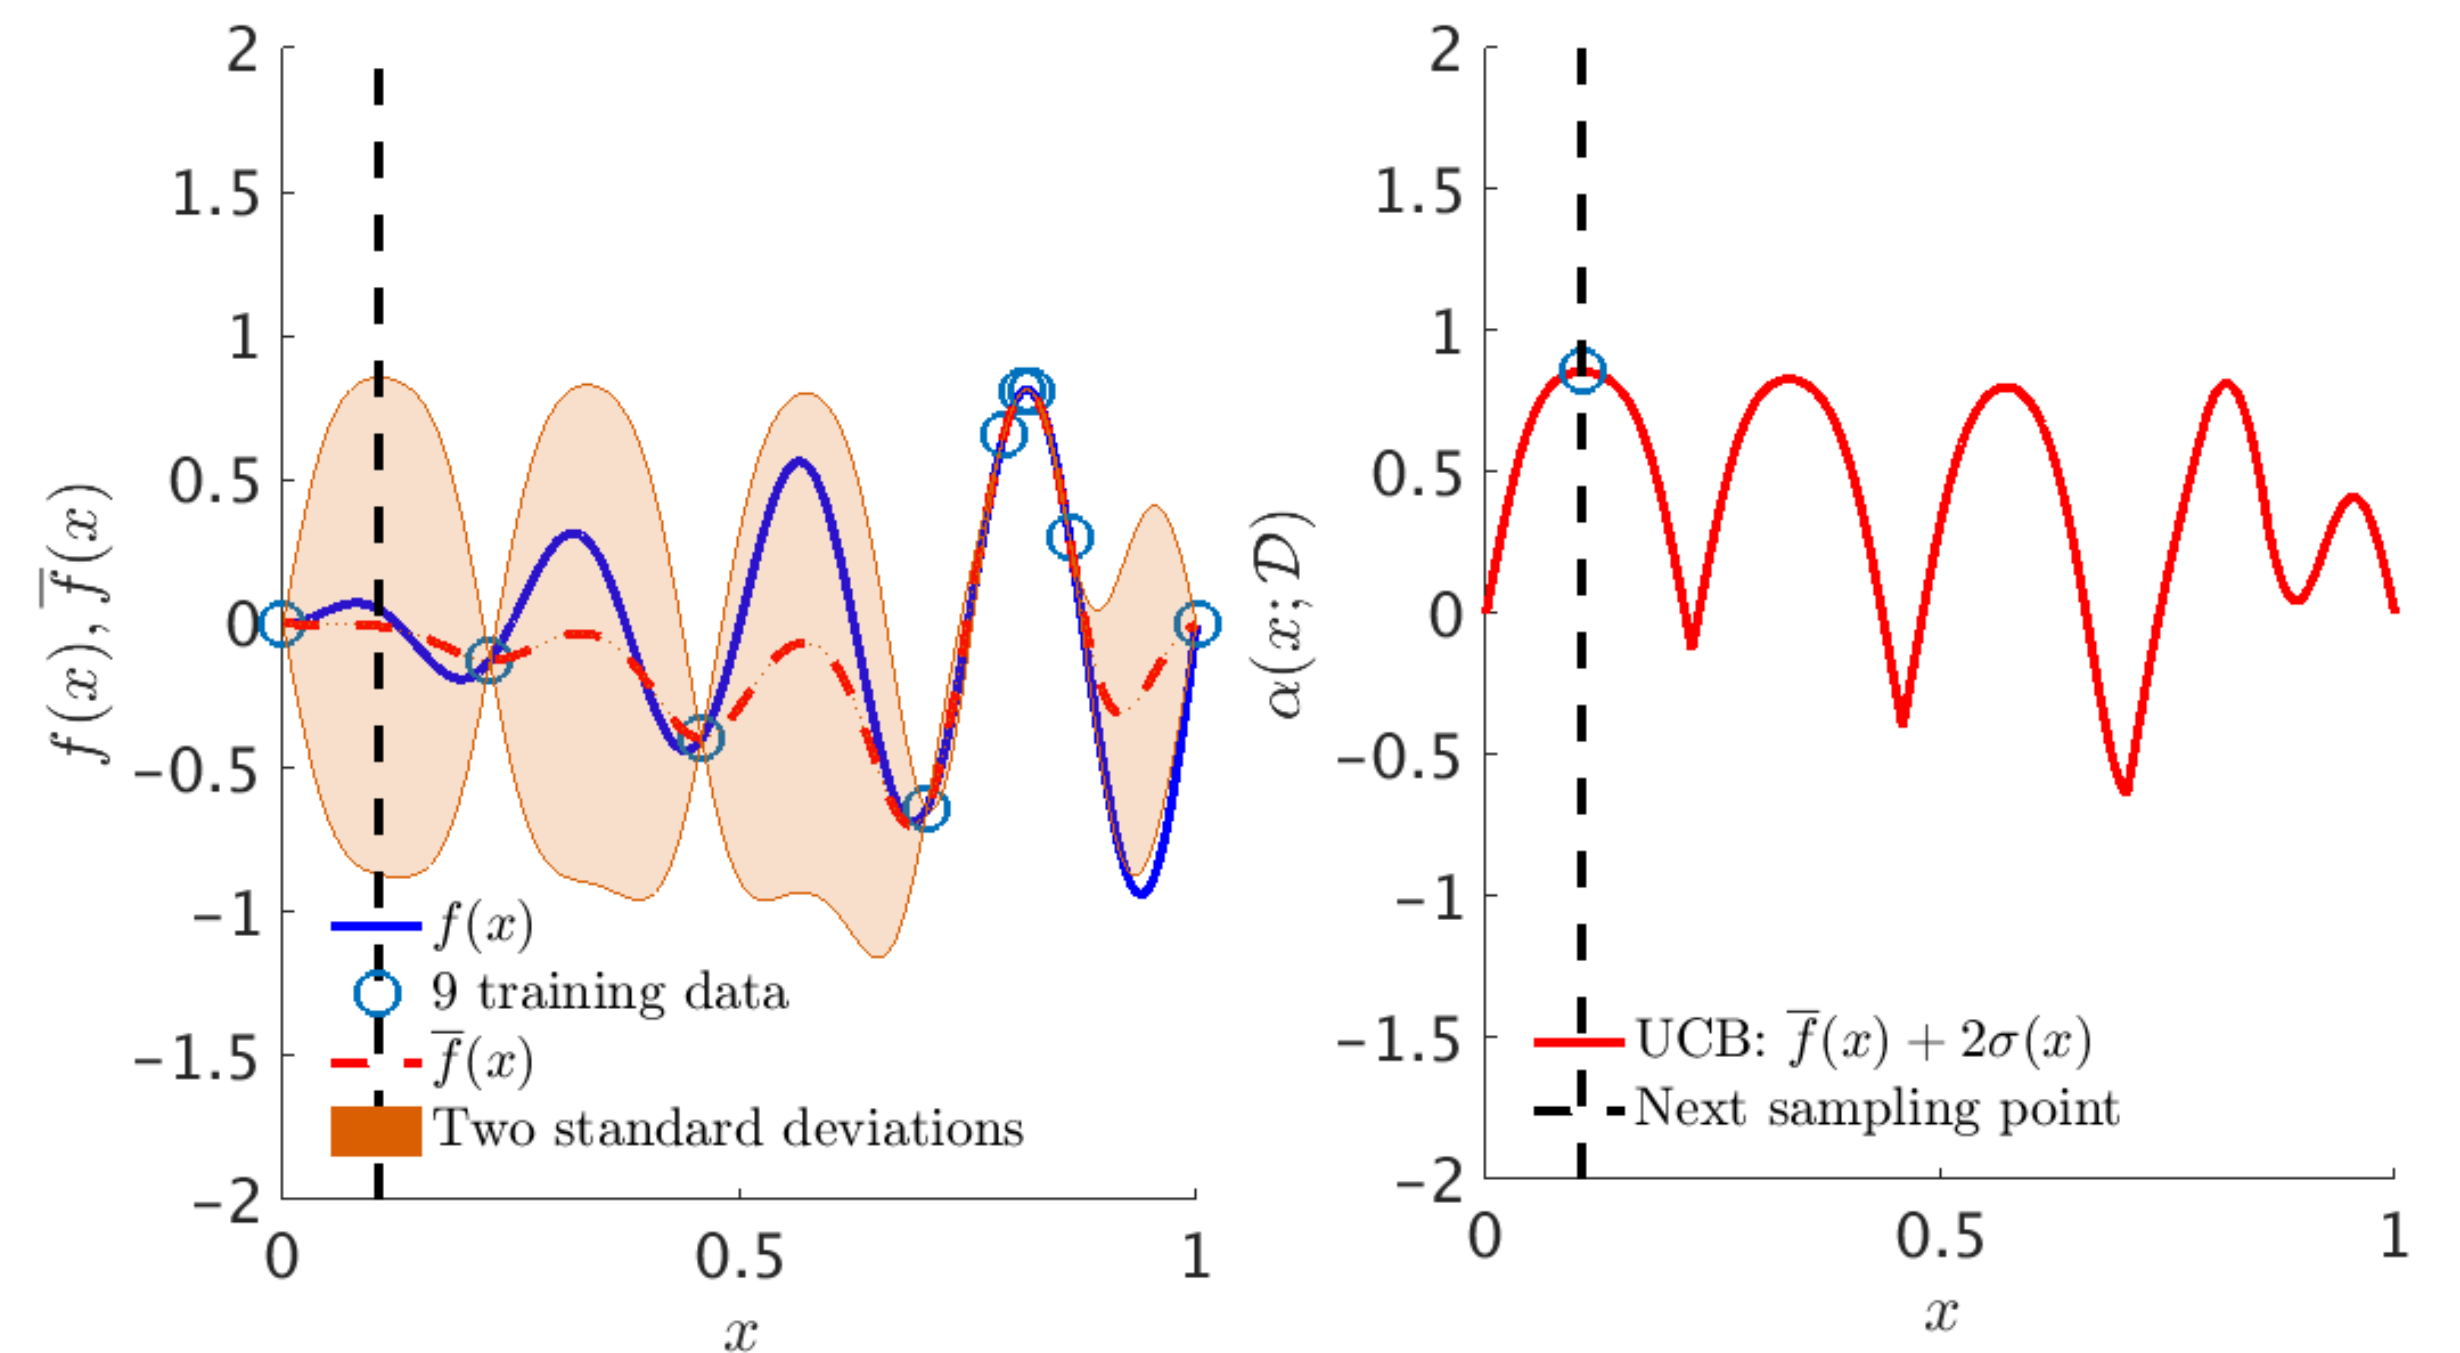 2
1.5
1
0.5
0
-0.5
-1
-1.5
-2
0
0.5
1
x
f(x), f̅(x)
f(x)
9 training data
f̅(x)
Two standard deviations
2
1.5
1
0.5
0
-0.5
-1
-1.5
-2
0
0.5
1
x
α(x; 𝒟)
UCB: f̅(x) + 2σ(x)
Next sampling point